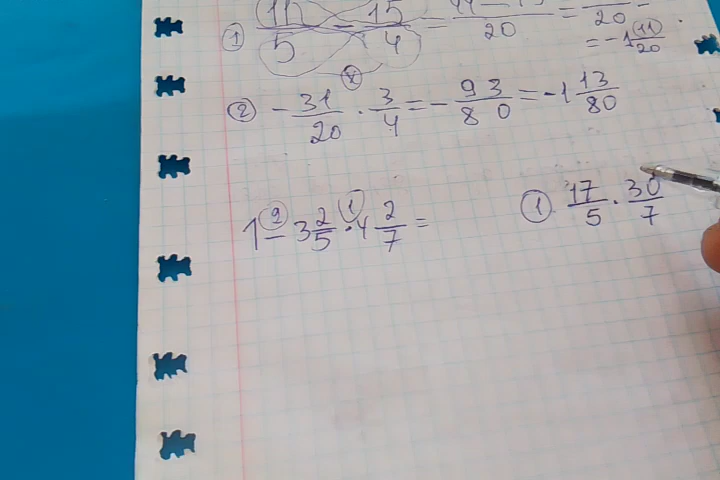 ① 11/5 − 15/4 = /20 = /20
= −1 11/20
② − 31/20 · 3/4 = − 93/80 = −1 13/80
1 − 3 2/5 · 4 2/7 =
① 17/5 · 30/7